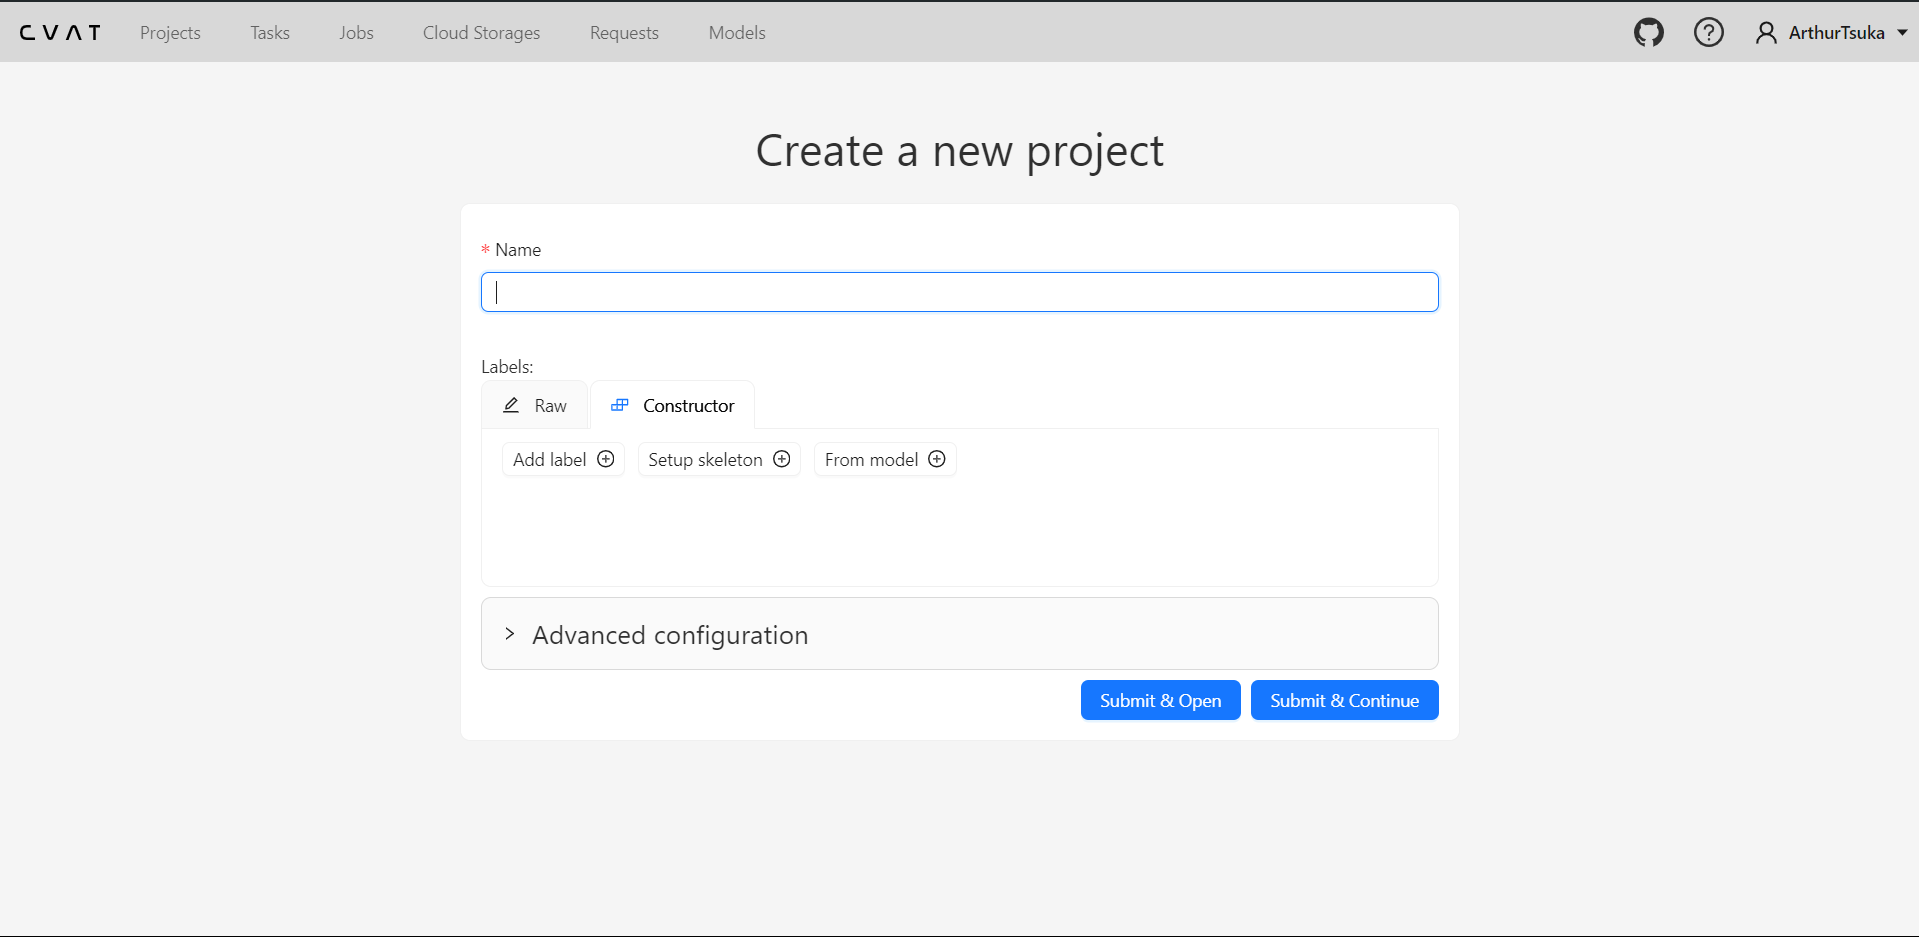 CVAT Projects Tasks Jobs Cloud Storages Requests Models ? ArthurTsuka
Create a new project
* Name
Labels:
Raw Constructor
Add label Setup skeleton From model
Advanced configuration
Submit & Open Submit & Continue